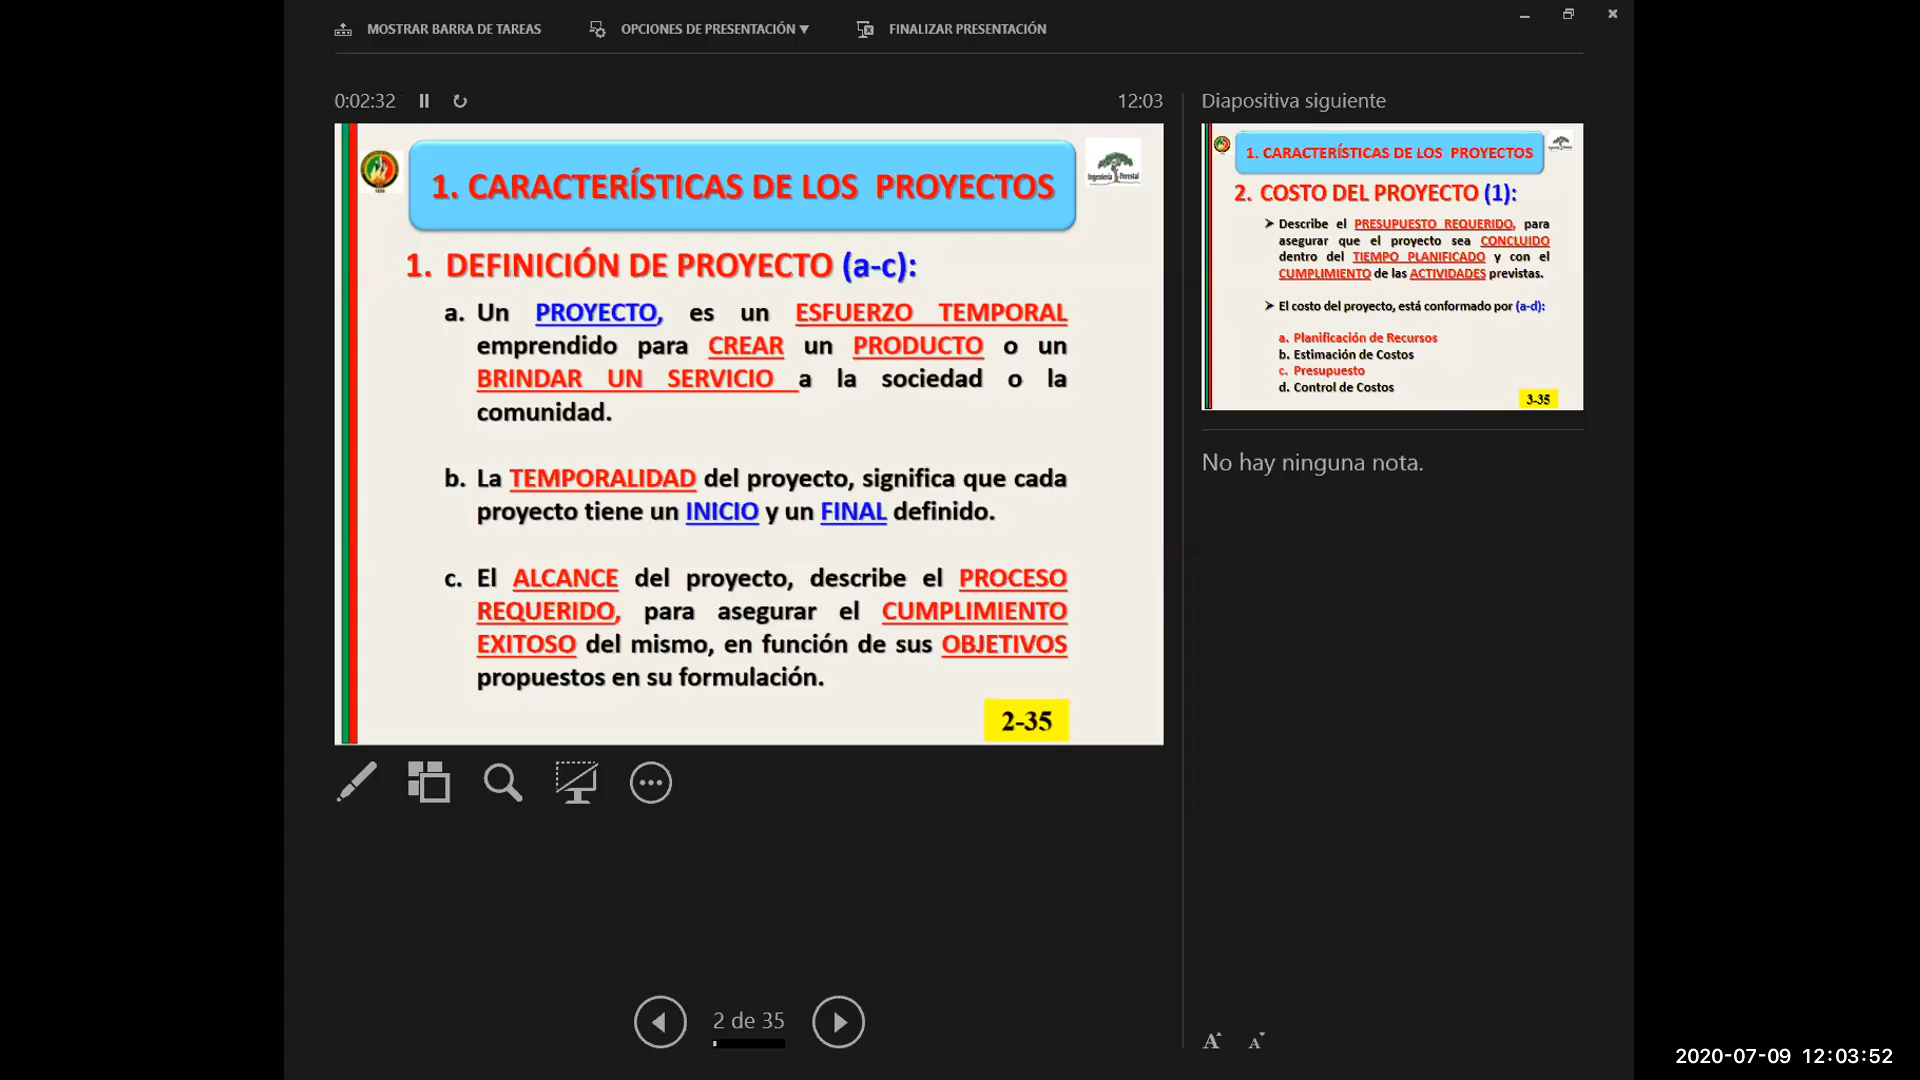 MOSTRAR BARRA DE TAREAS OPCIONES DE PRESENTACIÓN ▼ FINALIZAR PRESENTACIÓN
0:02:32 12:03
1. CARACTERÍSTICAS DE LOS PROYECTOS
Ingeniería Forestal
1. DEFINICIÓN DE PROYECTO (a-c):
a. Un PROYECTO, es un ESFUERZO TEMPORAL
emprendido para CREAR un PRODUCTO o un
BRINDAR UN SERVICIO a la sociedad o la
comunidad.
b. La TEMPORALIDAD del proyecto, significa que cada
proyecto tiene un INICIO y un FINAL definido.
c. El ALCANCE del proyecto, describe el PROCESO
REQUERIDO, para asegurar el CUMPLIMIENTO
EXITOSO del mismo, en función de sus OBJETIVOS
propuestos en su formulación.
2-35
2 de 35
Diapositiva siguiente
1. CARACTERÍSTICAS DE LOS PROYECTOS
2. COSTO DEL PROYECTO (1):
➤ Describe el PRESUPUESTO REQUERIDO, para
asegurar que el proyecto sea CONCLUIDO
dentro del TIEMPO PLANIFICADO y con el
CUMPLIMIENTO de las ACTIVIDADES previstas.
➤ El costo del proyecto, está conformado por (a-d):
a. Planificación de Recursos
b. Estimación de Costos
c. Presupuesto
d. Control de Costos
3-35
No hay ninguna nota.
A A
2020-07-09 12:03:52